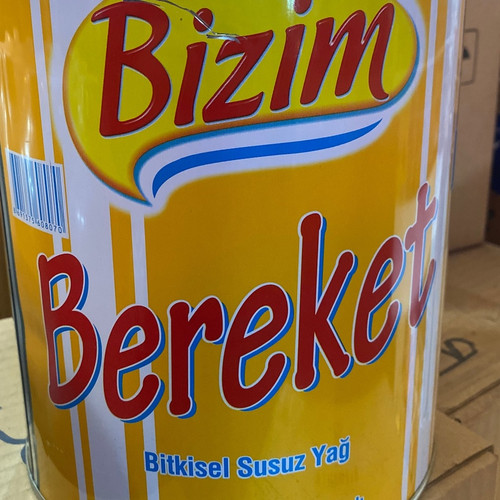 Bizim
Bereket
Bitkisel Susuz Yağ